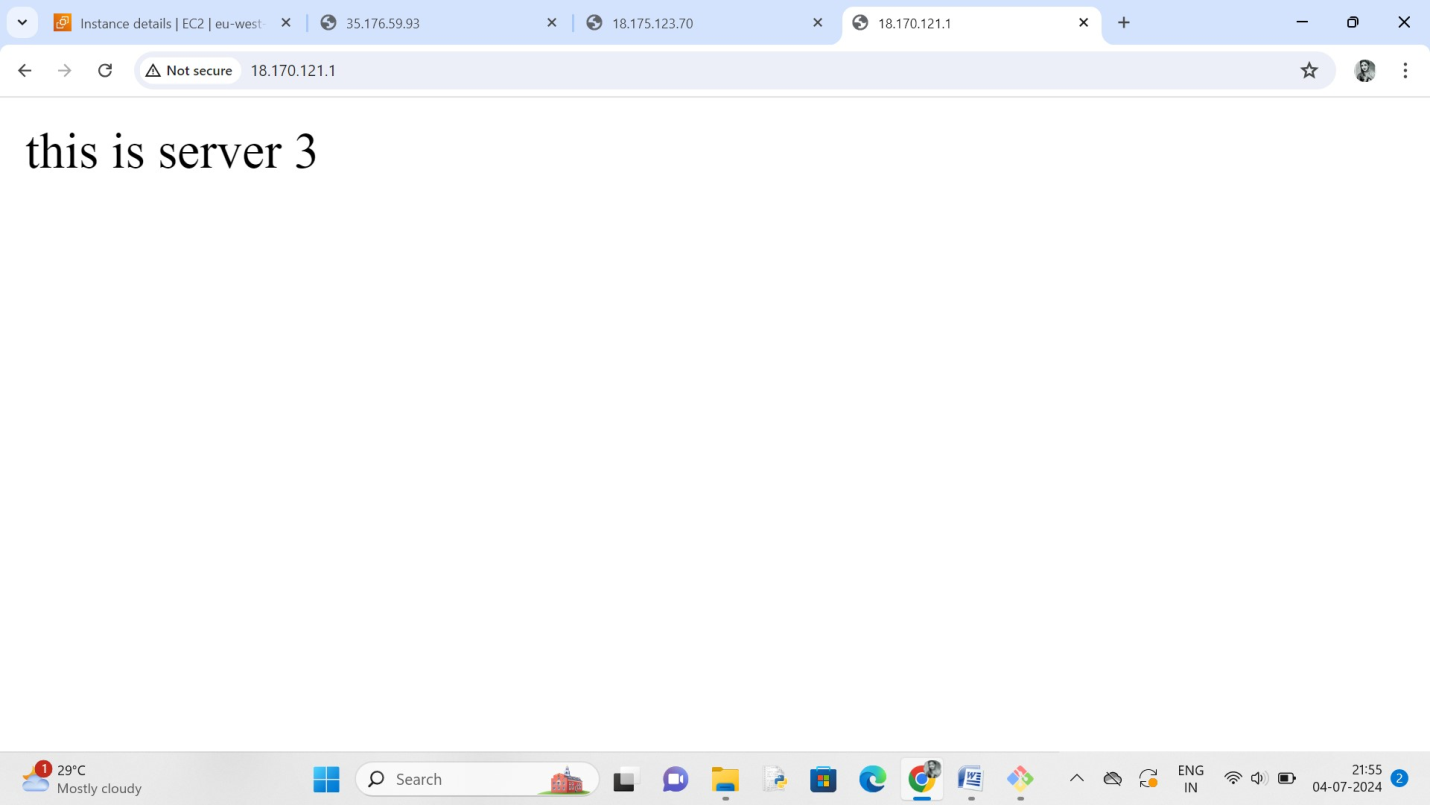 Instance details | EC2 | eu-west-
35.176.59.93
18.175.123.70
18.170.121.1
Not secure 18.170.121.1
this is server 3
1
29°C
Mostly cloudy
Search
ENG
IN
21:55
04-07-2024
2